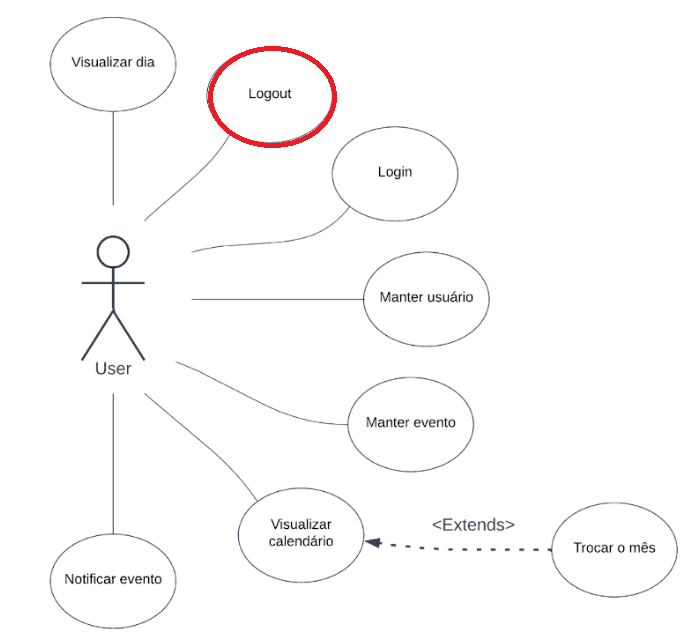 Visualizar dia
Logout
Login
Manter usuário
User
Manter evento
Visualizar
calendário
<Extends>
Trocar o mês
Notificar evento